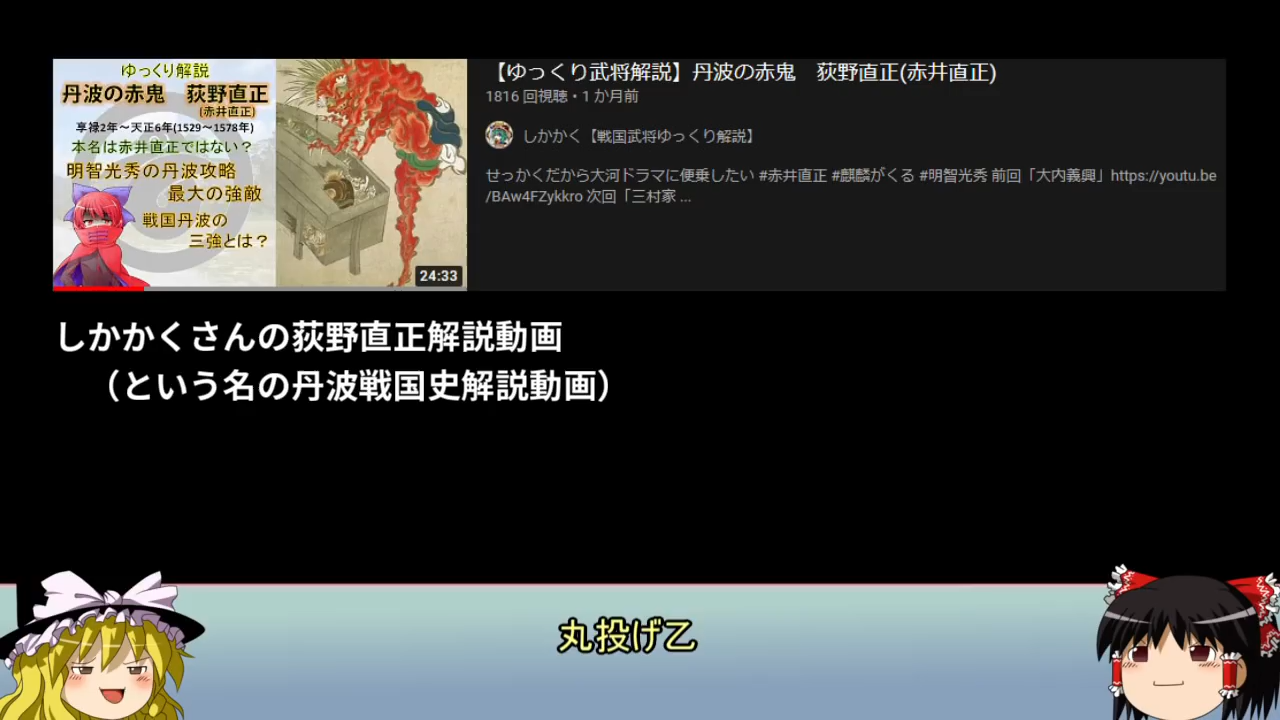 ゆっくり解説
丹波の赤鬼　荻野直正
(赤井直正)
享禄2年～天正6年(1529～1578年)
本名は赤井直正ではない？
明智光秀の丹波攻略
最大の強敵
戦国丹波の
三強とは？
24:33
【ゆっくり武将解説】丹波の赤鬼　荻野直正(赤井直正)
1816 回視聴・1 か月前
しかかく【戦国武将ゆっくり解説】
せっかくだから大河ドラマに便乗したい #赤井直正 #麒麟がくる #明智光秀 前回「大内義興」https://youtu.be
/BAw4FZykkro 次回「三村家 ...
しかかくさんの荻野直正解説動画
（という名の丹波戦国史解説動画）
丸投げ乙